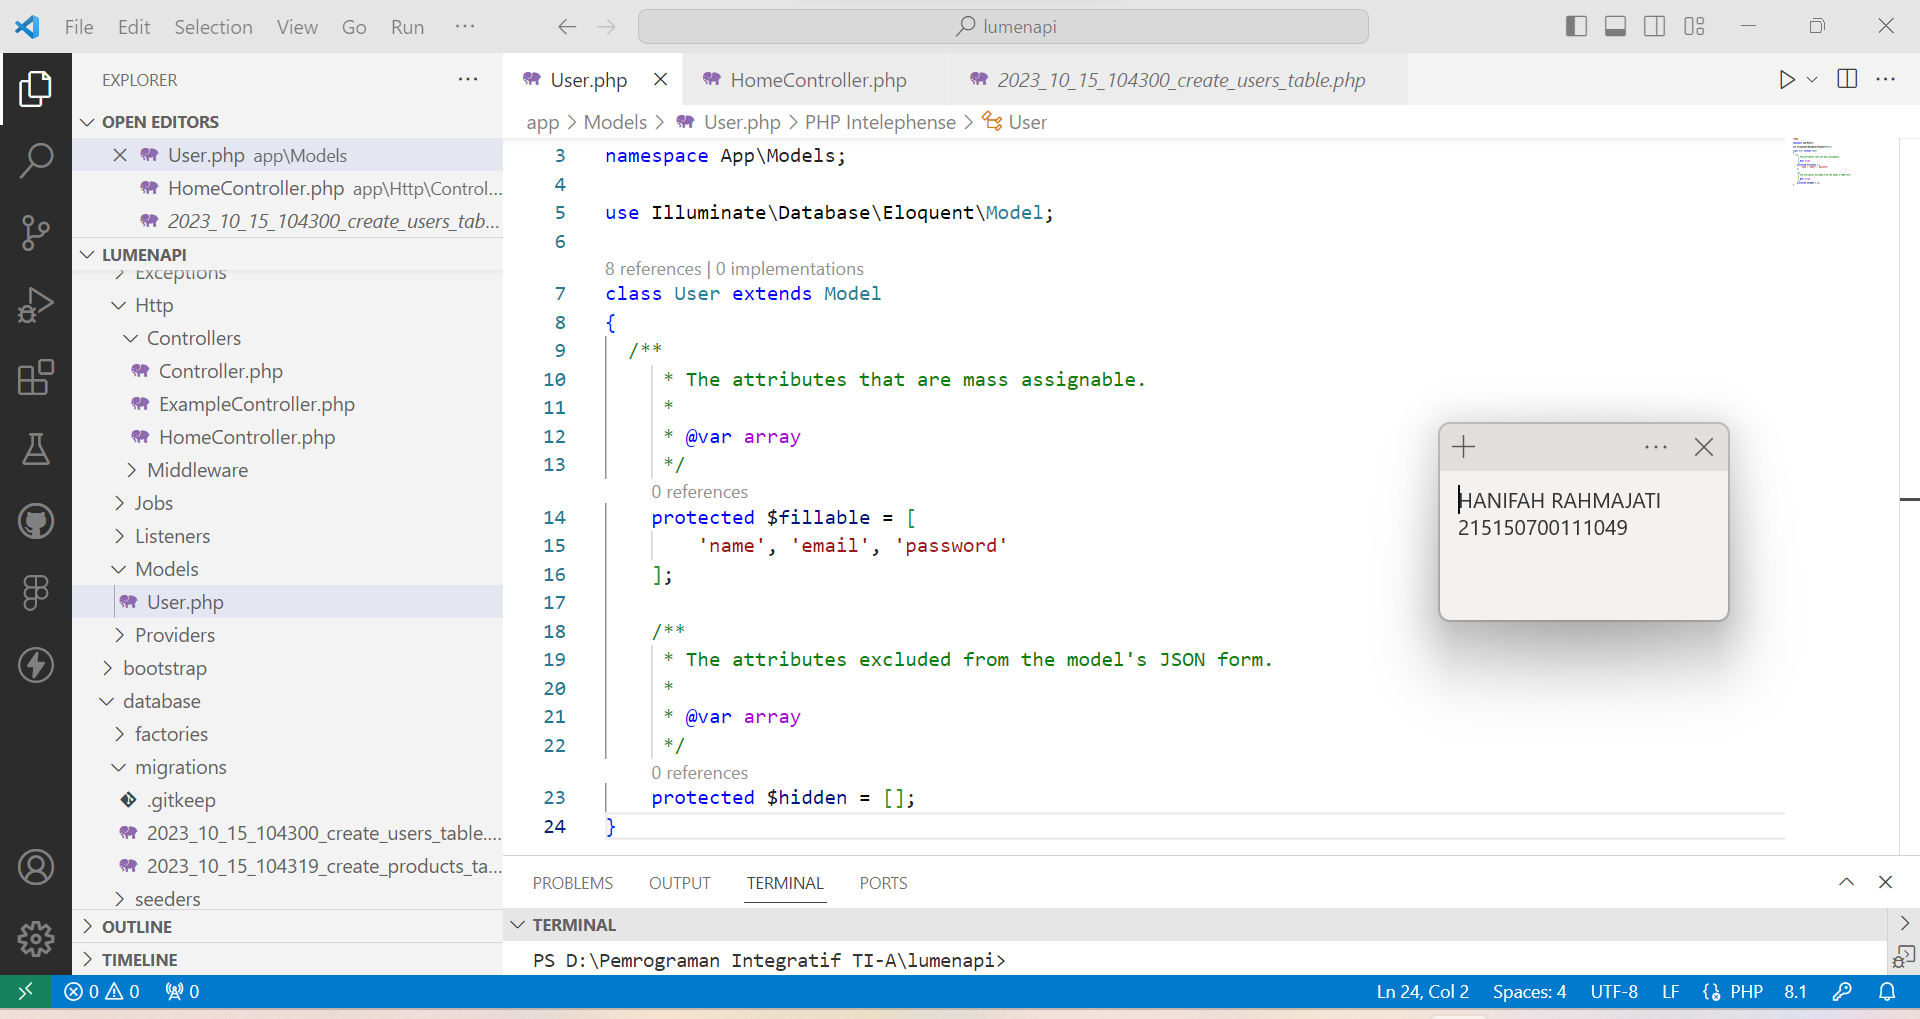 File Edit Selection View Go Run ···
lumenapi
EXPLORER
OPEN EDITORS
User.php app\Models
HomeController.php app\Http\Control...
2023_10_15_104300_create_users_tab...
LUMENAPI
Exceptions
Http
Controllers
Controller.php
ExampleController.php
HomeController.php
Middleware
Jobs
Listeners
Models
User.php
Providers
bootstrap
database
factories
migrations
.gitkeep
2023_10_15_104300_create_users_table....
2023_10_15_104319_create_products_ta...
seeders
OUTLINE
TIMELINE
User.php HomeController.php 2023_10_15_104300_create_users_table.php
app > Models > User.php > PHP Intelephense > User
3 namespace App\Models;
4
5 use Illuminate\Database\Eloquent\Model;
6
8 references | 0 implementations
7 class User extends Model
8 {
9 /**
10 * The attributes that are mass assignable.
11 *
12 * @var array
13 */
0 references
14 protected $fillable = [
15 'name', 'email', 'password'
16 ];
17
18 /**
19 * The attributes excluded from the model's JSON form.
20 *
21 * @var array
22 */
0 references
23 protected $hidden = [];
24 }
HANIFAH RAHMAJATI
215150700111049
PROBLEMS OUTPUT TERMINAL PORTS
TERMINAL
PS D:\Pemrograman Integratif TI-A\lumenapi>
0 0 0
Ln 24, Col 2 Spaces: 4 UTF-8 LF PHP 8.1